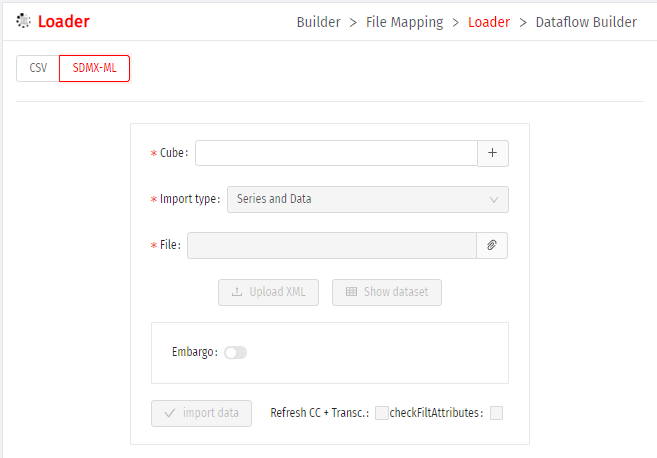 Loader
Builder > File Mapping > Loader > Dataflow Builder
CSV
SDMX-ML
* Cube:
* Import type: Series and Data
* File:
Upload XML
Show dataset
Embargo:
import data
Refresh CC + Transc.:
checkFiltAttributes: